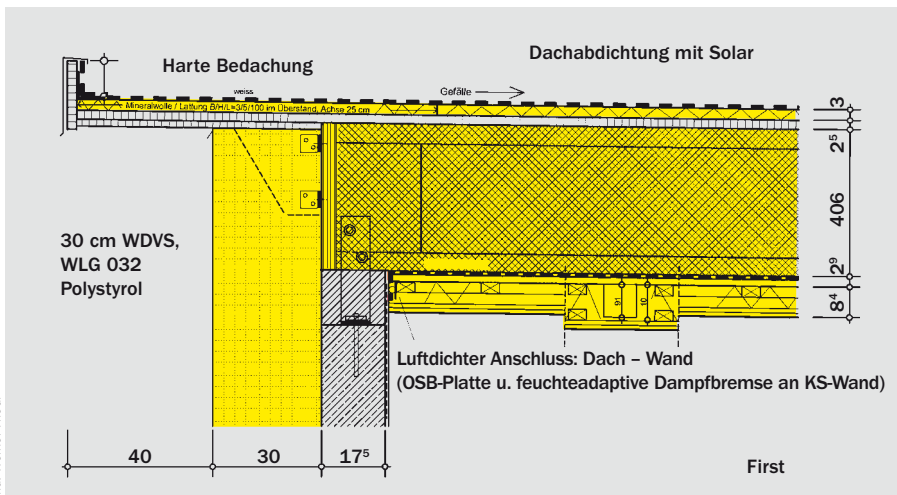 Harte Bedachung
Dachabdichtung mit Solar
weiss
Gefälle
Mineralwolle / Lattung B/H/L=3/5/100 im Überstand, Achse 25 cm
3
2⁵
406
2⁹
8⁴
30 cm WDVS,
WLG 032
Polystyrol
16
10
Luftdichter Anschluss: Dach – Wand
(OSB-Platte u. feuchteadaptive Dampfbremse an KS-Wand)
40
30
17⁵
First